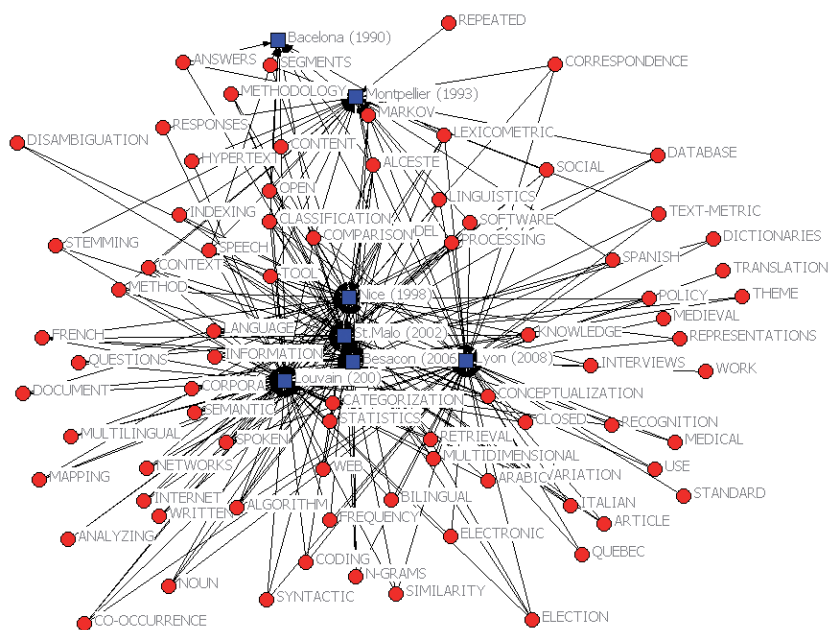 REPEATED
Bacelona (1990)
ANSWERS
SEGMENTS
CORRESPONDENCE
METHODOLOGY
Montpellier (1993)
MARKOV
RESPONSES
LEXICOMETRIC
DISAMBIGUATION
CONTENT
HYPERTEXT
ALCESTE
SOCIAL
DATABASE
OPEN
LINGUISTICS
INDEXING
CLASSIFICATION
SOFTWARE
TEXT-METRIC
COMPARISON
DEL
PROCESSING
DICTIONARIES
STEMMING
SPEECH
SPANISH
CONTEXT
TOOL
TRANSLATION
METHOD
Nice (1998)
POLICY
THEME
MEDIEVAL
FRENCH
LANGUAGE
St.Malo (2002)
KNOWLEDGE
REPRESENTATIONS
QUESTIONS
INFORMATION
Besacon (2006
Lyon (2008)
INTERVIEWS
WORK
DOCUMENT
CORPORA
Louvain (200)
CATEGORIZATION
CONCEPTUALIZATION
SEMANTIC
STATISTICS
CLOSED
RECOGNITION
MULTILINGUAL
SPOKEN
RETRIEVAL
MEDICAL
MULTIDIMENSIONAL
NETWORKS
WEB
USE
MAPPING
ARABIC
VARIATION
INTERNET
BILINGUAL
STANDARD
WRITTEN
ALGORITHM
ITALIAN
FREQUENCY
ARTICLE
ANALYZING
ELECTRONIC
QUEBEC
CODING
N-GRAMS
NOUN
SYNTACTIC
SIMILARITY
CO-OCCURRENCE
ELECTION